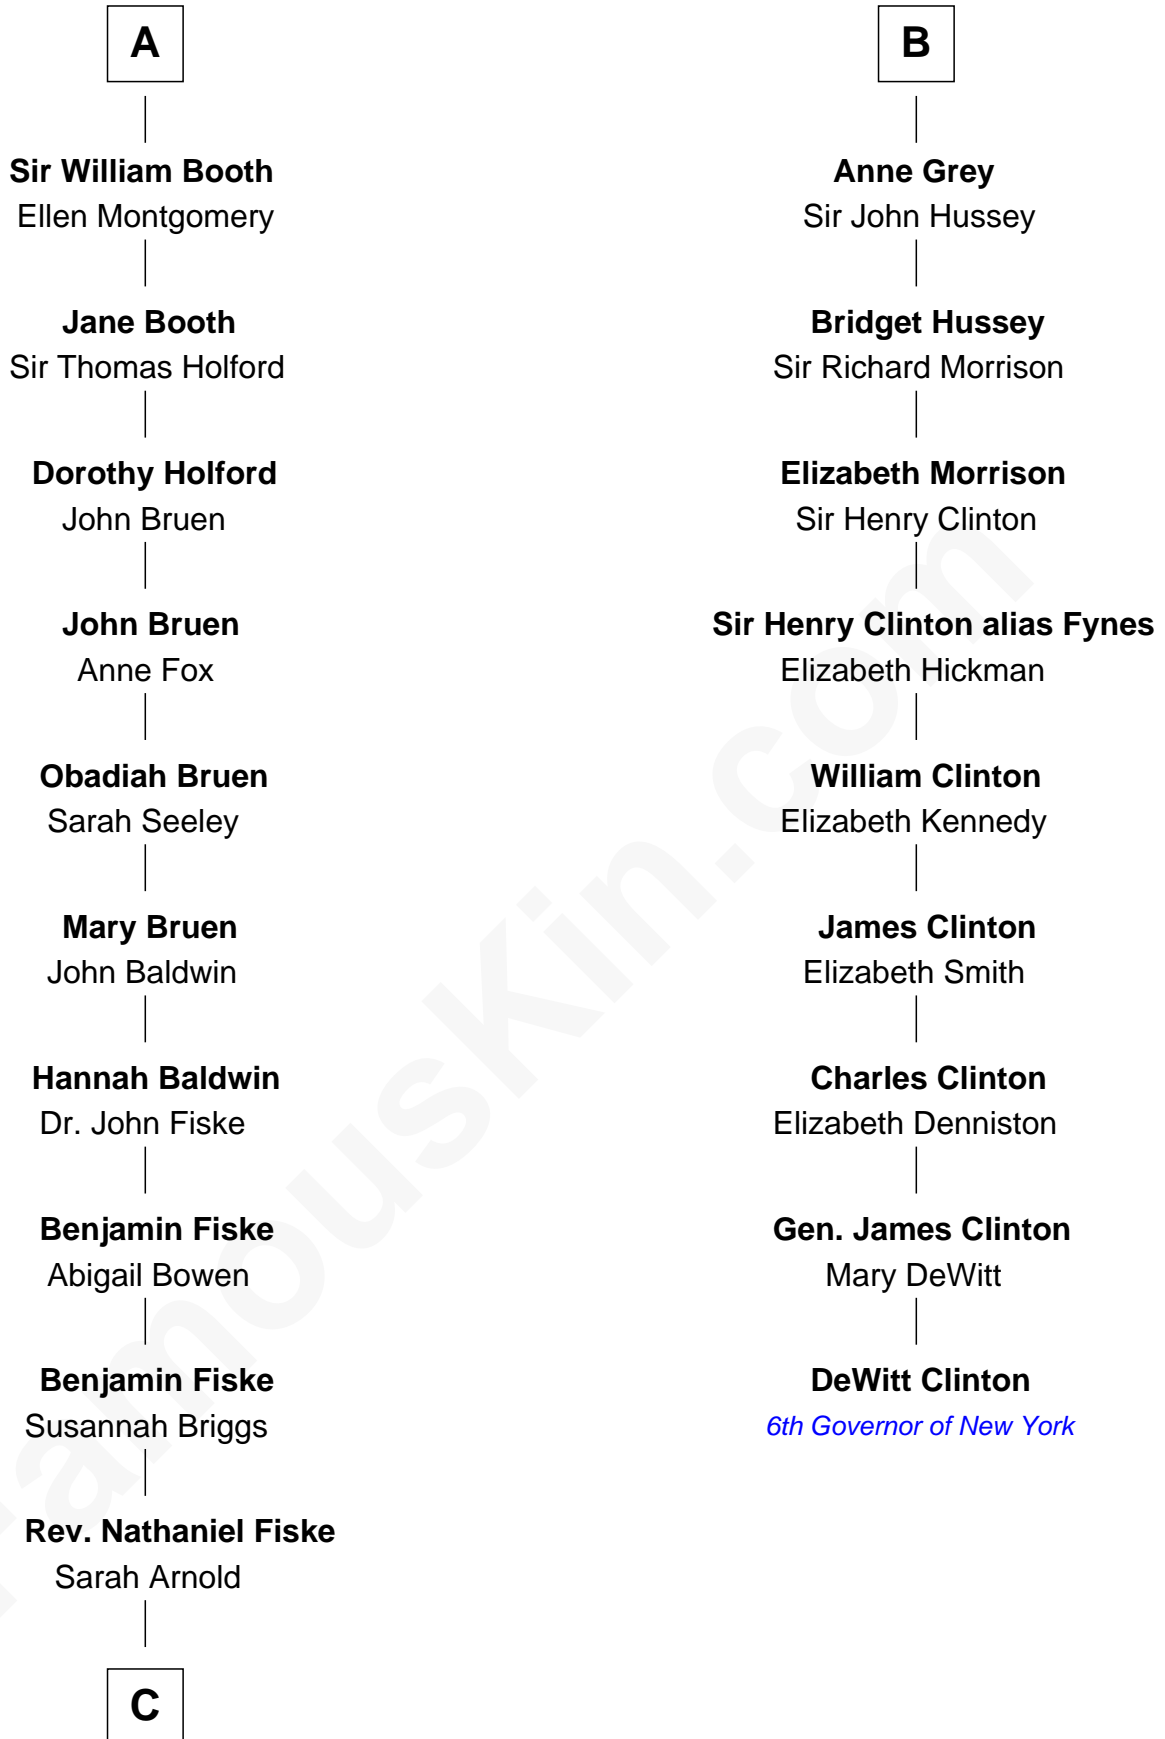 A
Sir William Booth
Ellen Montgomery
Jane Booth
Sir Thomas Holford
Dorothy Holford
John Bruen
John Bruen
Anne Fox
Obadiah Bruen
Sarah Seeley
Mary Bruen
John Baldwin
Hannah Baldwin
Dr. John Fiske
Benjamin Fiske
Abigail Bowen
Benjamin Fiske
Susannah Briggs
Rev. Nathaniel Fiske
Sarah Arnold
C
B
Anne Grey
Sir John Hussey
Bridget Hussey
Sir Richard Morrison
Elizabeth Morrison
Sir Henry Clinton
Sir Henry Clinton alias Fynes
Elizabeth Hickman
William Clinton
Elizabeth Kennedy
James Clinton
Elizabeth Smith
Charles Clinton
Elizabeth Denniston
Gen. James Clinton
Mary DeWitt
DeWitt Clinton
6th Governor of New York
FamousKin.com